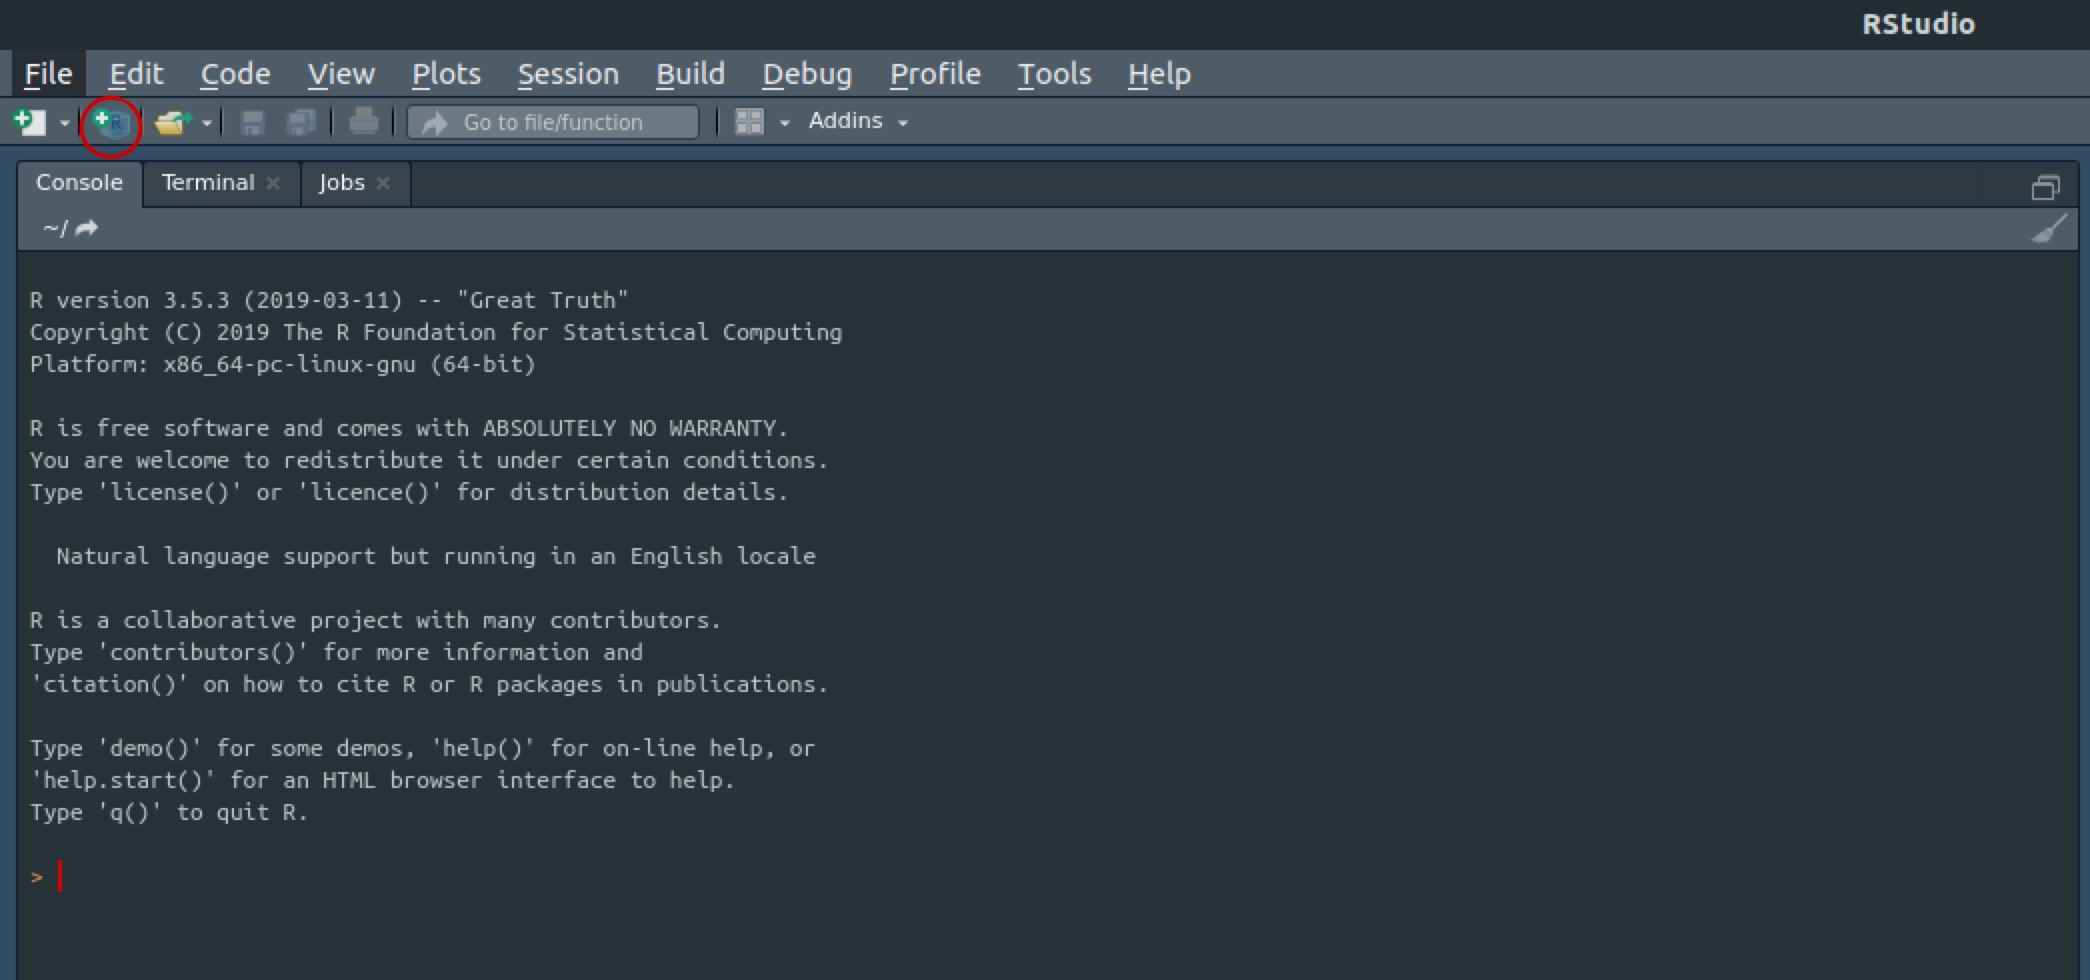 RStudio
File Edit Code View Plots Session Build Debug Profile Tools Help
R Go to file/function Addins
Console Terminal Jobs
~/
R version 3.5.3 (2019-03-11) -- "Great Truth"
Copyright (C) 2019 The R Foundation for Statistical Computing
Platform: x86_64-pc-linux-gnu (64-bit)
R is free software and comes with ABSOLUTELY NO WARRANTY.
You are welcome to redistribute it under certain conditions.
Type 'license()' or 'licence()' for distribution details.
Natural language support but running in an English locale
R is a collaborative project with many contributors.
Type 'contributors()' for more information and
'citation()' on how to cite R or R packages in publications.
Type 'demo()' for some demos, 'help()' for on-line help, or
'help.start()' for an HTML browser interface to help.
Type 'q()' to quit R.
>